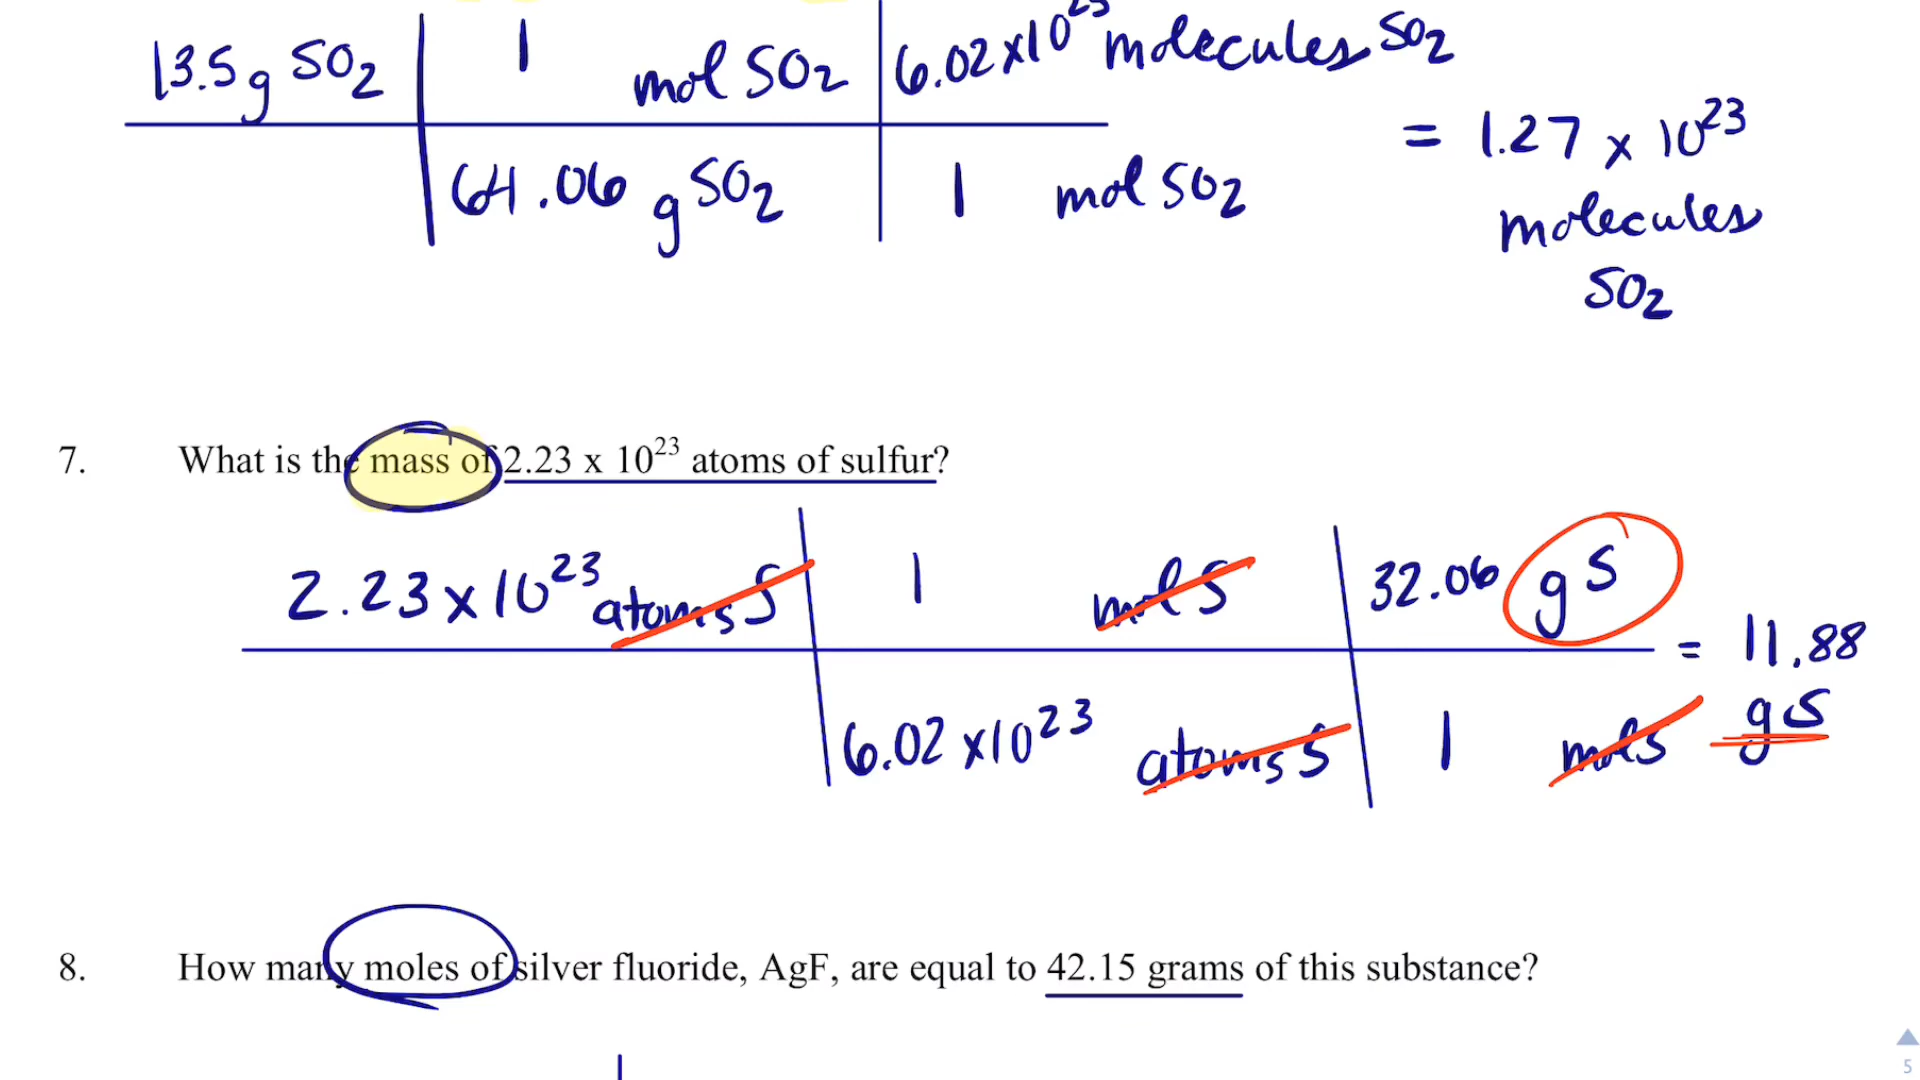 13.5 g SO2 | 1 mol SO2 | 6.02 x 10^23 molecules SO2
64.06 g SO2 | 1 mol SO2
= 1.27 x 10^23
molecules
SO2
7. What is the mass of 2.23 x 10^23 atoms of sulfur?
2.23 x 10^23 atoms S | 1 mol S | 32.06 g S
6.02 x 10^23 atoms S | 1 mol S
= 11.88
g S
8. How many moles of silver fluoride, AgF, are equal to 42.15 grams of this substance?
5